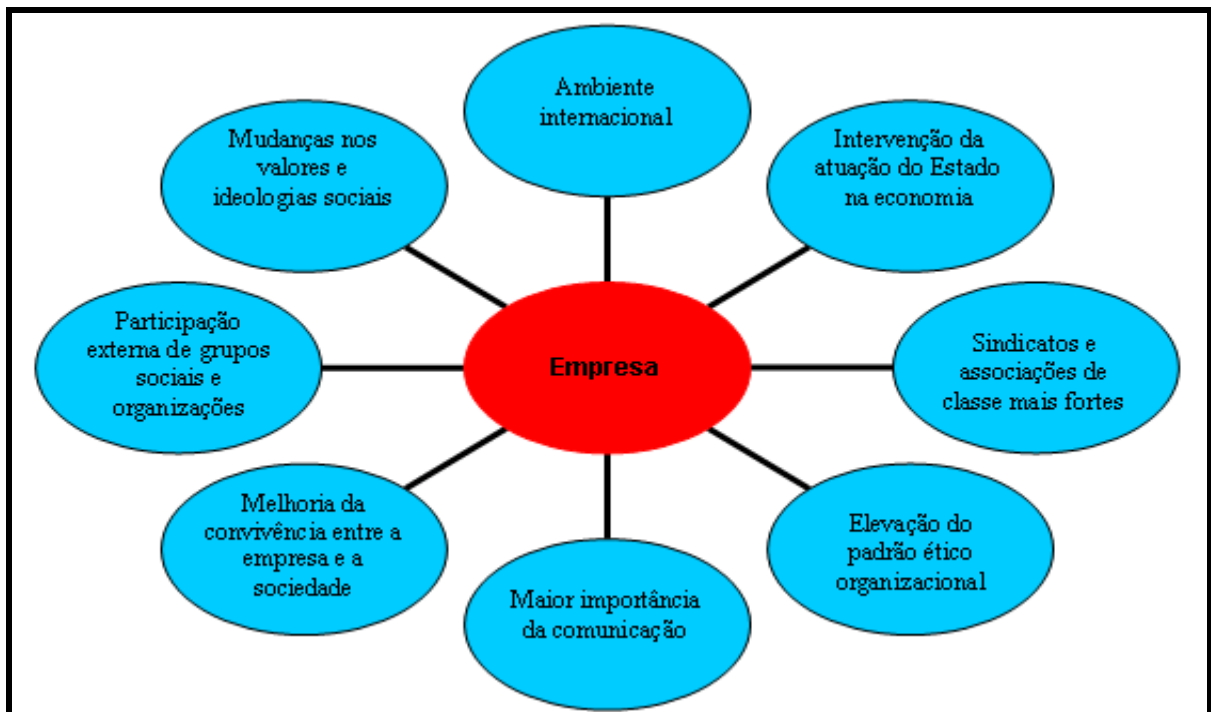 Ambiente
internacional
Mudanças nos
valores e
ideologias sociais
Intervenção da
atuação do Estado
na economia
Participação
externa de grupos
sociais e
organizações
Empresa
Sindicatos e
associações de
classe mais fortes
Melhoria da
convivência entre a
empresa e a
sociedade
Elevação do
padrão ético
organizacional
Maior importância
da comunicação